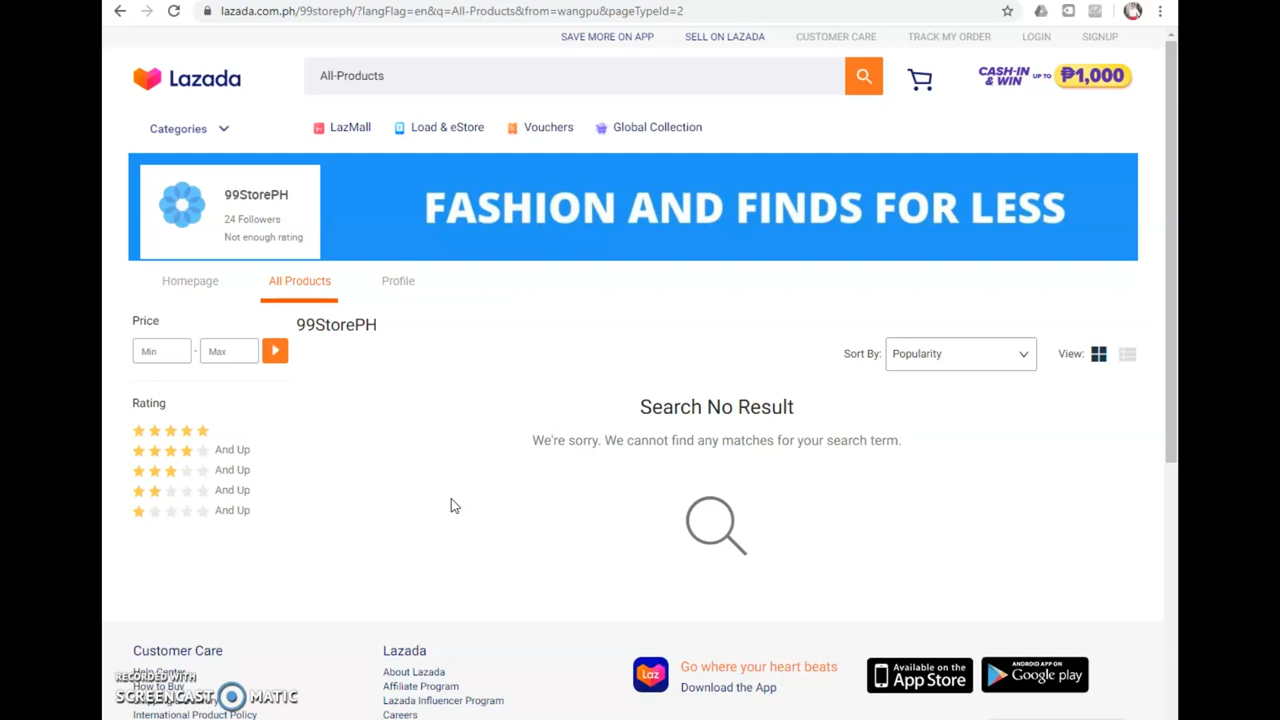 lazada.com.ph/99storeph/?langFlag=en&q=All-Products&from=wangpu&pageTypeId=2
SAVE MORE ON APP SELL ON LAZADA CUSTOMER CARE TRACK MY ORDER LOGIN SIGNUP
Lazada All-Products CASH-IN & WIN UP TO ₱1,000
Categories LazMall Load & eStore Vouchers Global Collection
99StorePH
24 Followers
Not enough rating
FASHION AND FINDS FOR LESS
Homepage All Products Profile
Price
99StorePH
Min - Max
Sort By: Popularity View:
Rating
Search No Result
We're sorry. We cannot find any matches for your search term.
And Up
And Up
And Up
And Up
Customer Care
Help Center
How to Buy
International Product Policy
Lazada
About Lazada
Affiliate Program
Lazada Influencer Program
Careers
Laz
Go where your heart beats
Download the App
Available on the
App Store
ANDROID APP ON
Google play
RECORDED WITH
SCREENCAST MATIC